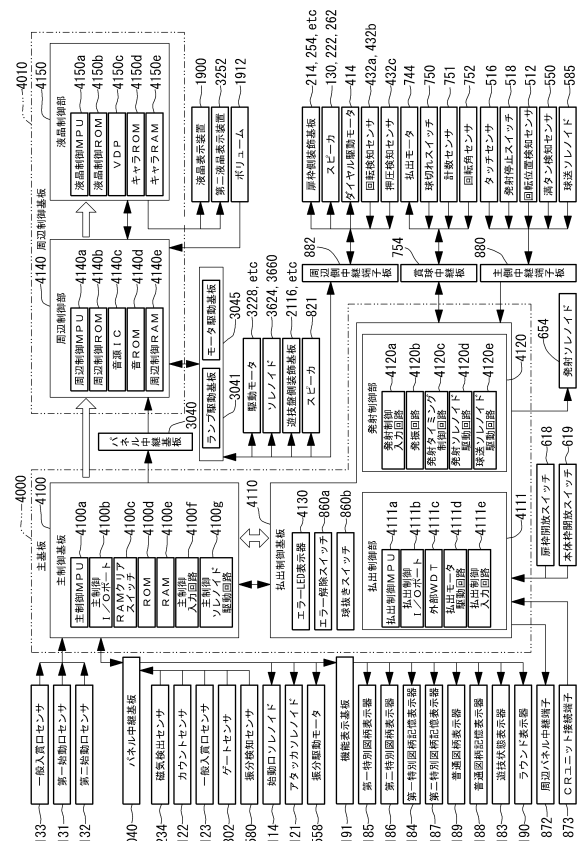 4000
主基板
4100
主制御基板
主制御MPU
4100a
主制御
I/Oポート
4100b
RAMクリア
スイッチ
4100c
ROM
4100d
RAM
4100e
主制御
入力回路
4100f
主制御
ソレノイド
駆動回路
4100g
4110
払出制御基板
エラーLED表示器
4130
エラー解除スイッチ
860a
球抜きスイッチ
860b
払出制御部
4111
払出制御MPU
4111a
払出制御
I/Oポート
4111b
外部WDT
4111c
払出モータ
駆動回路
4111d
払出制御
入力回路
4111e
発射制御部
4120
発射制御
入力回路
4120a
発振回路
4120b
発射タイミング
制御回路
4120c
発射ソレノイド
駆動回路
4120d
球送ソレノイド
駆動回路
4120e
4010
周辺制御基板
4140
周辺制御部
周辺制御MPU
4140a
周辺制御ROM
4140b
音源IC
4140c
音ROM
4140d
周辺制御RAM
4140e
4150
液晶制御部
液晶制御MPU
4150a
液晶制御ROM
4150b
VDP
4150c
キャラROM
4150d
キャラRAM
4150e
液晶表示装置
1900
第二液晶表示装置
3252
ボリューム
1912
パネル中継基板
3040
ランプ駆動基板
3041
モータ駆動基板
3045
駆動モータ
3228, etc
ソレノイド
3624, 3660
遊技盤側装飾基板
2116, etc
スピーカ
821
周辺側
中継端子板
882
賞球中継板
754
主側中継端子板
880
扉枠側装飾基板
214, 254, etc
スピーカ
130, 222, 262
ダイヤル駆動モータ
414
回転検知センサ
432a, 432b
押圧検知センサ
432c
払出モータ
744
球切れスイッチ
750
計数センサ
751
回転角センサ
752
タッチセンサ
516
発射停止スイッチ
518
回転位置検知センサ
512
満タン検知センサ
550
球送ソレノイド
585
発射ソレノイド
654
扉枠開放スイッチ
618
本体枠開放スイッチ
619
一般入賞口センサ
第一始動口センサ
第二始動口センサ
パネル中継基板
磁気検出センサ
カウントセンサ
一般入賞口センサ
ゲートセンサ
振分検知センサ
始動口ソレノイド
アタッカソレノイド
振分駆動モータ
機能表示基板
第一特別図柄表示器
第二特別図柄表示器
第一特別図柄記憶表示器
第二特別図柄記憶表示器
普通図柄表示器
普通図柄記憶表示器
遊技状態表示器
ラウンド表示器
周辺パネル中継端子
872
CRユニット接続端子
873